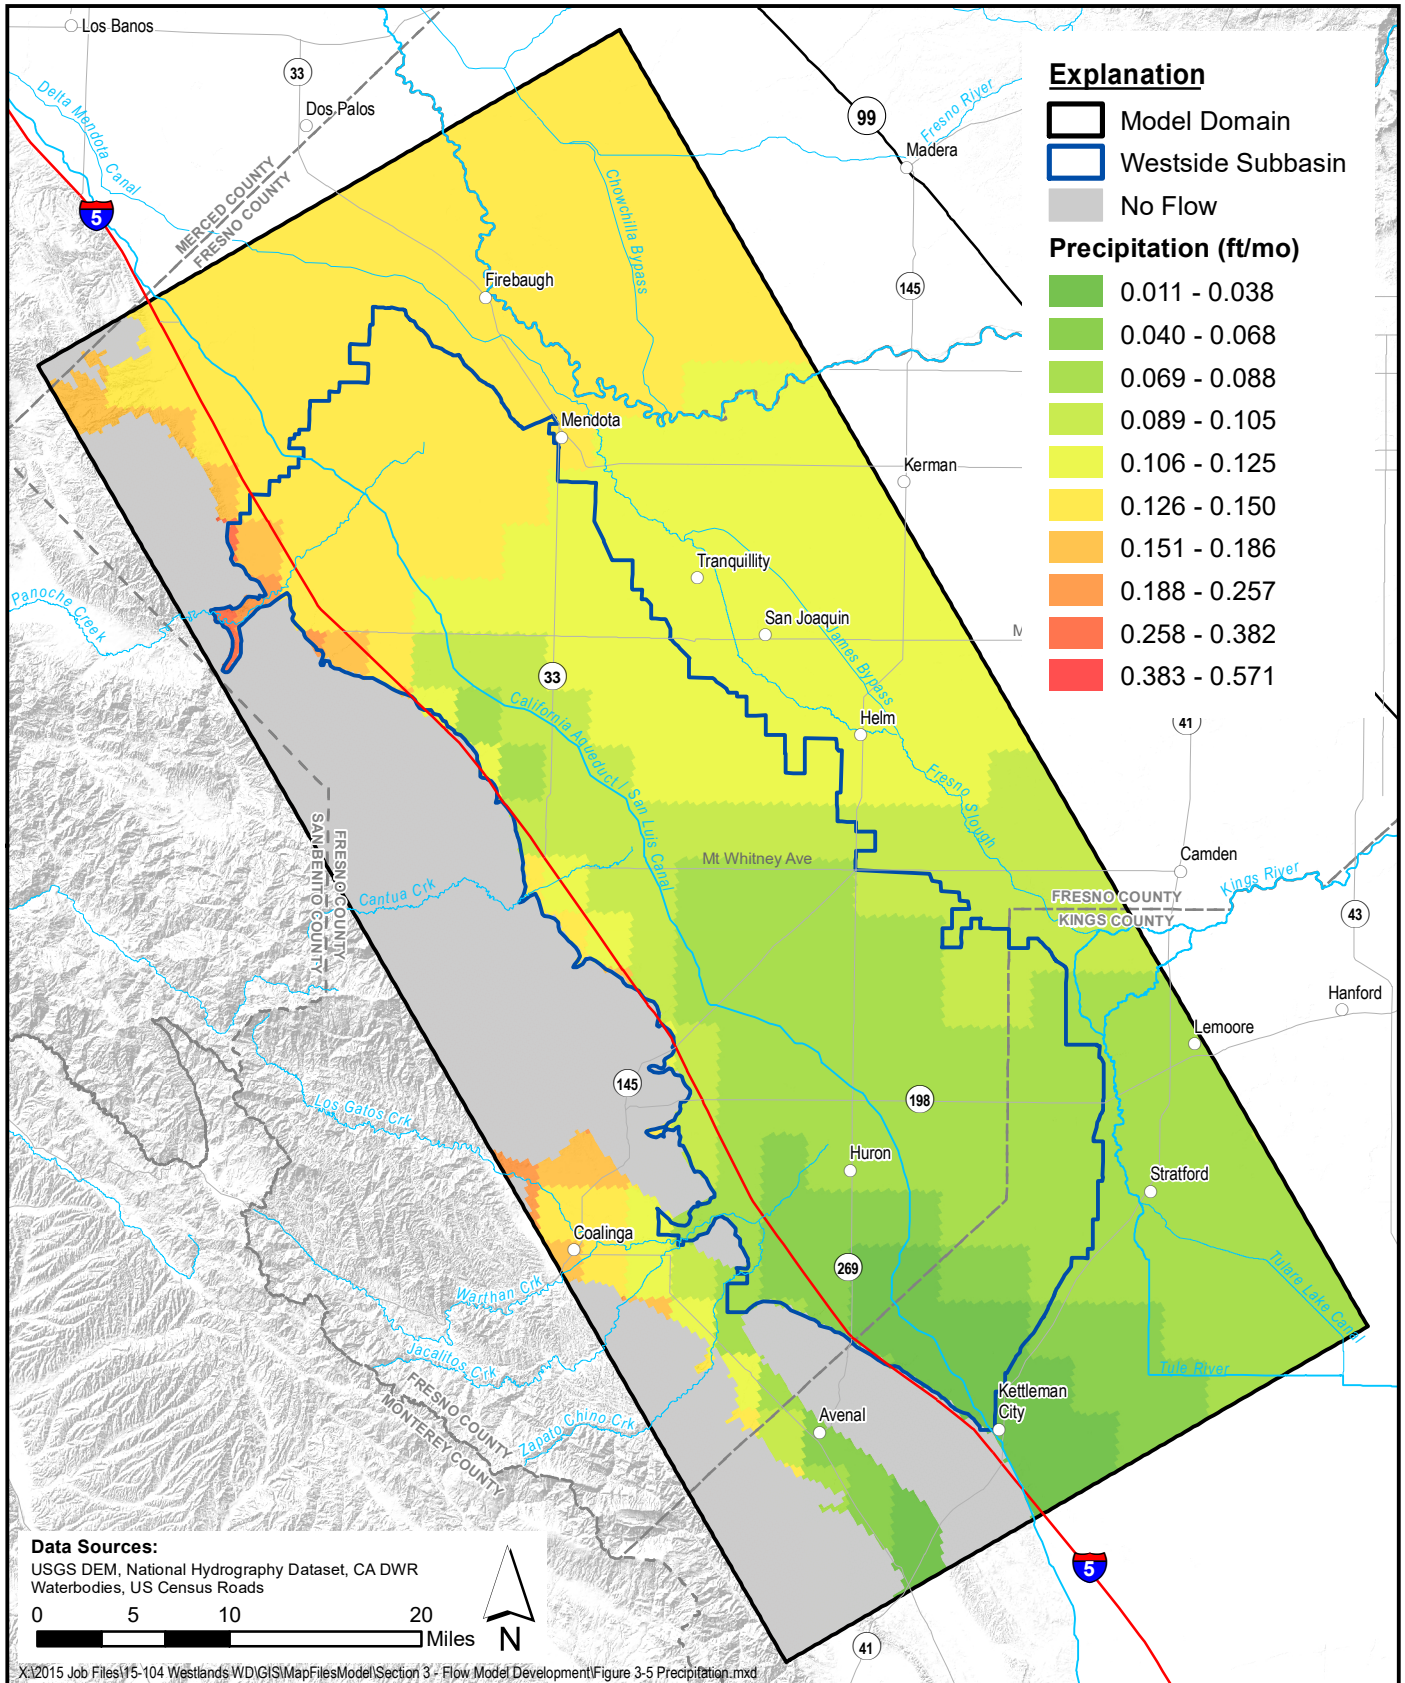 Los Banos
33
Dos Palos
Delta Mendota Canal
5
MERCED COUNTY
FRESNO COUNTY
Firebaugh
Chowchilla Bypass
99
Fresno River
Madera
145
Explanation
Model Domain
Westside Subbasin
No Flow
Precipitation (ft/mo)
0.011 - 0.038
0.040 - 0.068
0.069 - 0.088
0.089 - 0.105
0.106 - 0.125
0.126 - 0.150
0.151 - 0.186
0.188 - 0.257
0.258 - 0.382
0.383 - 0.571
Mendota
Kerman
Tranquillity
San Joaquin
James Bypass
M
Panoche Creek
33
California Aqueduct / San Luis Canal
Helm
41
Fresno Slough
SAN BENITO COUNTY
FRESNO COUNTY
Mt Whitney Ave
Camden
Kings River
Cantua Crk
FRESNO COUNTY
KINGS COUNTY
43
Hanford
Lemoore
145
198
Los Gatos Crk
Huron
Stratford
Coalinga
269
Warthan Crk
Tulare Lake Canal
Jacalitos Crk
Tule River
FRESNO COUNTY
MONTEREY COUNTY
Kettleman
City
Avenal
Zapato Chino Crk
5
41
Data Sources:
USGS DEM, National Hydrography Dataset, CA DWR
Waterbodies, US Census Roads
0 5 10 20
Miles
N
X:\2015 Job Files\15-104 Westlands WD\GIS\MapFilesModel\Section 3 - Flow Model Development\Figure 3-5 Precipitation.mxd